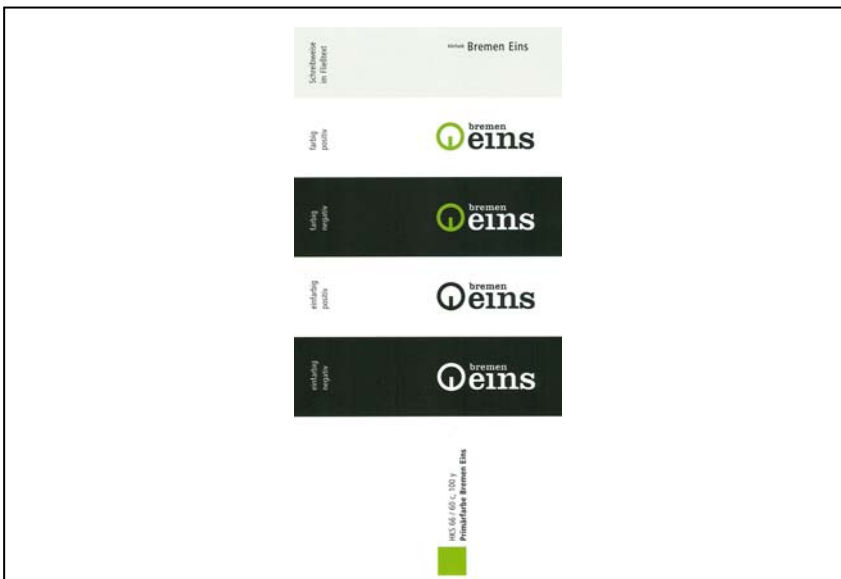 Schreibweise
im Fließtext
Bremen Eins
farbig
positiv
bremen
eins
farbig
negativ
bremen
eins
einfarbig
positiv
bremen
eins
einfarbig
negativ
bremen
eins
HKS 66 / 60 c, 100 y
Primärfarbe Bremen Eins